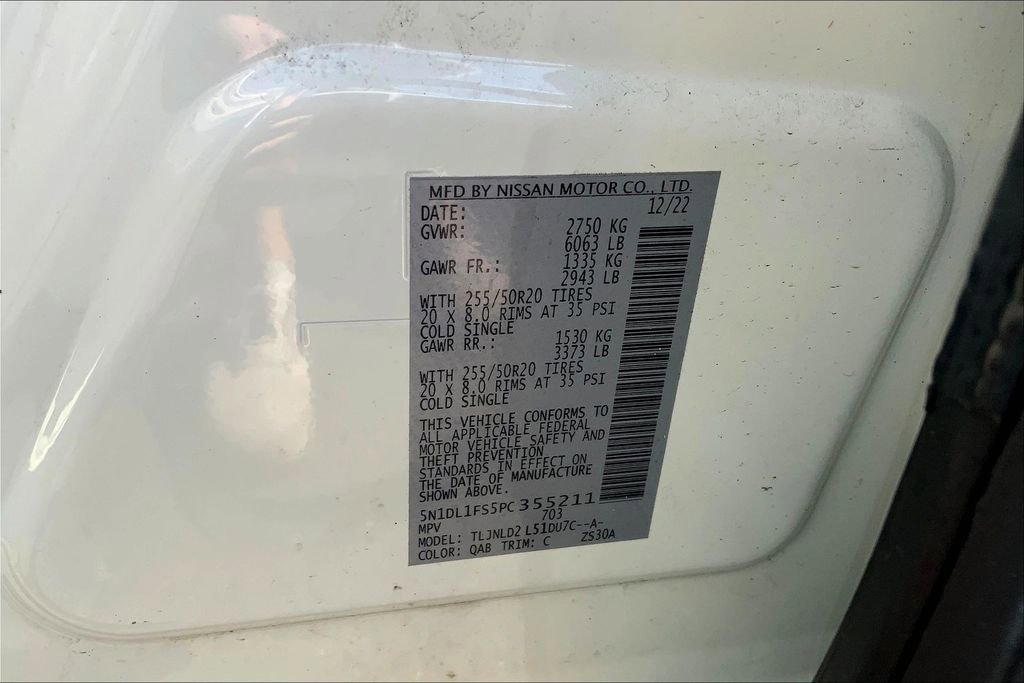 MFD BY NISSAN MOTOR CO., LTD.
DATE: 12/22
GVWR: 2750 KG
6063 LB
GAWR FR.: 1335 KG
2943 LB
WITH 255/50R20 TIRES
20 X 8.0 RIMS AT 35 PSI
COLD SINGLE
GAWR RR.: 1530 KG
3373 LB
WITH 255/50R20 TIRES
20 X 8.0 RIMS AT 35 PSI
COLD SINGLE
THIS VEHICLE CONFORMS TO
ALL APPLICABLE FEDERAL
MOTOR VEHICLE SAFETY AND
THEFT PREVENTION
STANDARDS IN EFFECT ON
THE DATE OF MANUFACTURE
SHOWN ABOVE.
5N1DL1FS5PC355211
MPV 703
MODEL: TLJNLD2 L51DU7C--A-
COLOR: QAB TRIM: C ZS30A